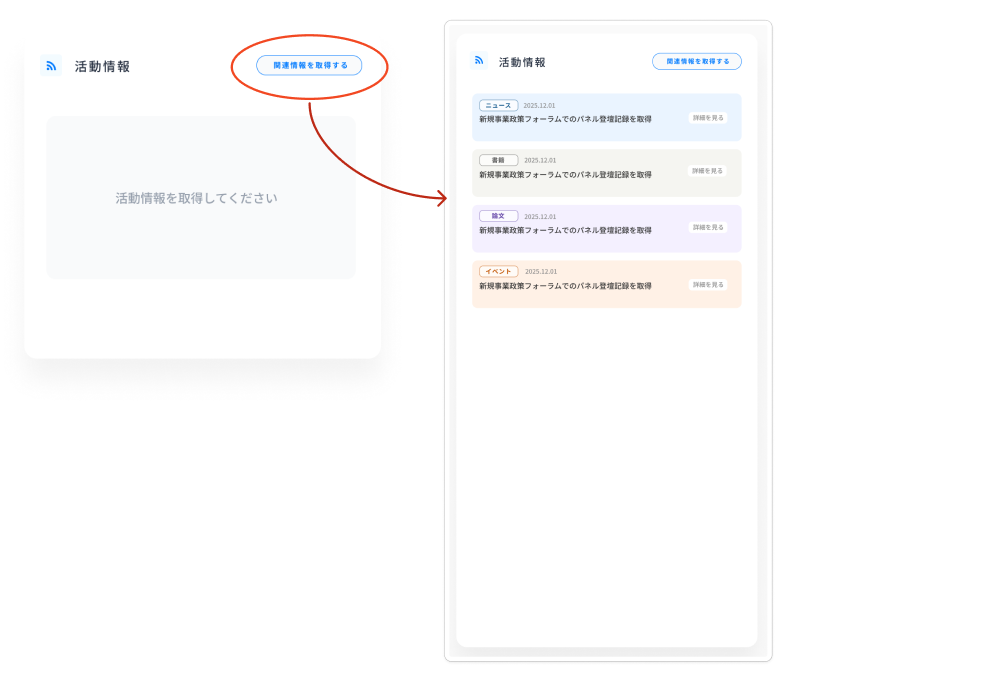 活動情報
関連情報を取得する
活動情報を取得してください
活動情報
関連情報を取得する
ニュース 2025.12.01
新規事業政策フォーラムでのパネル登壇記録を取得
詳細を見る
書籍 2025.12.01
新規事業政策フォーラムでのパネル登壇記録を取得
詳細を見る
論文 2025.12.01
新規事業政策フォーラムでのパネル登壇記録を取得
詳細を見る
イベント 2025.12.01
新規事業政策フォーラムでのパネル登壇記録を取得
詳細を見る